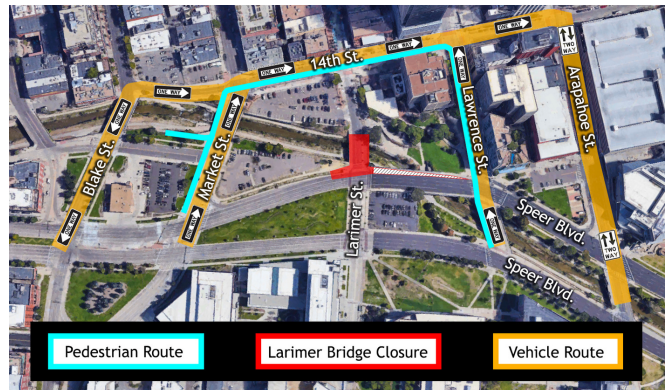 ONE WAY
14th St.
ONE WAY
ONE WAY
ONE WAY
TWO WAY
ONE WAY
ONE WAY
ONE WAY
ONE WAY
Blake St.
Market St.
Lawrence St.
Arapahoe St.
Larimer St.
Speer Blvd.
Speer Blvd.
ONE WAY
ONE WAY
ONE WAY
TWO WAY
Pedestrian Route
Larimer Bridge Closure
Vehicle Route